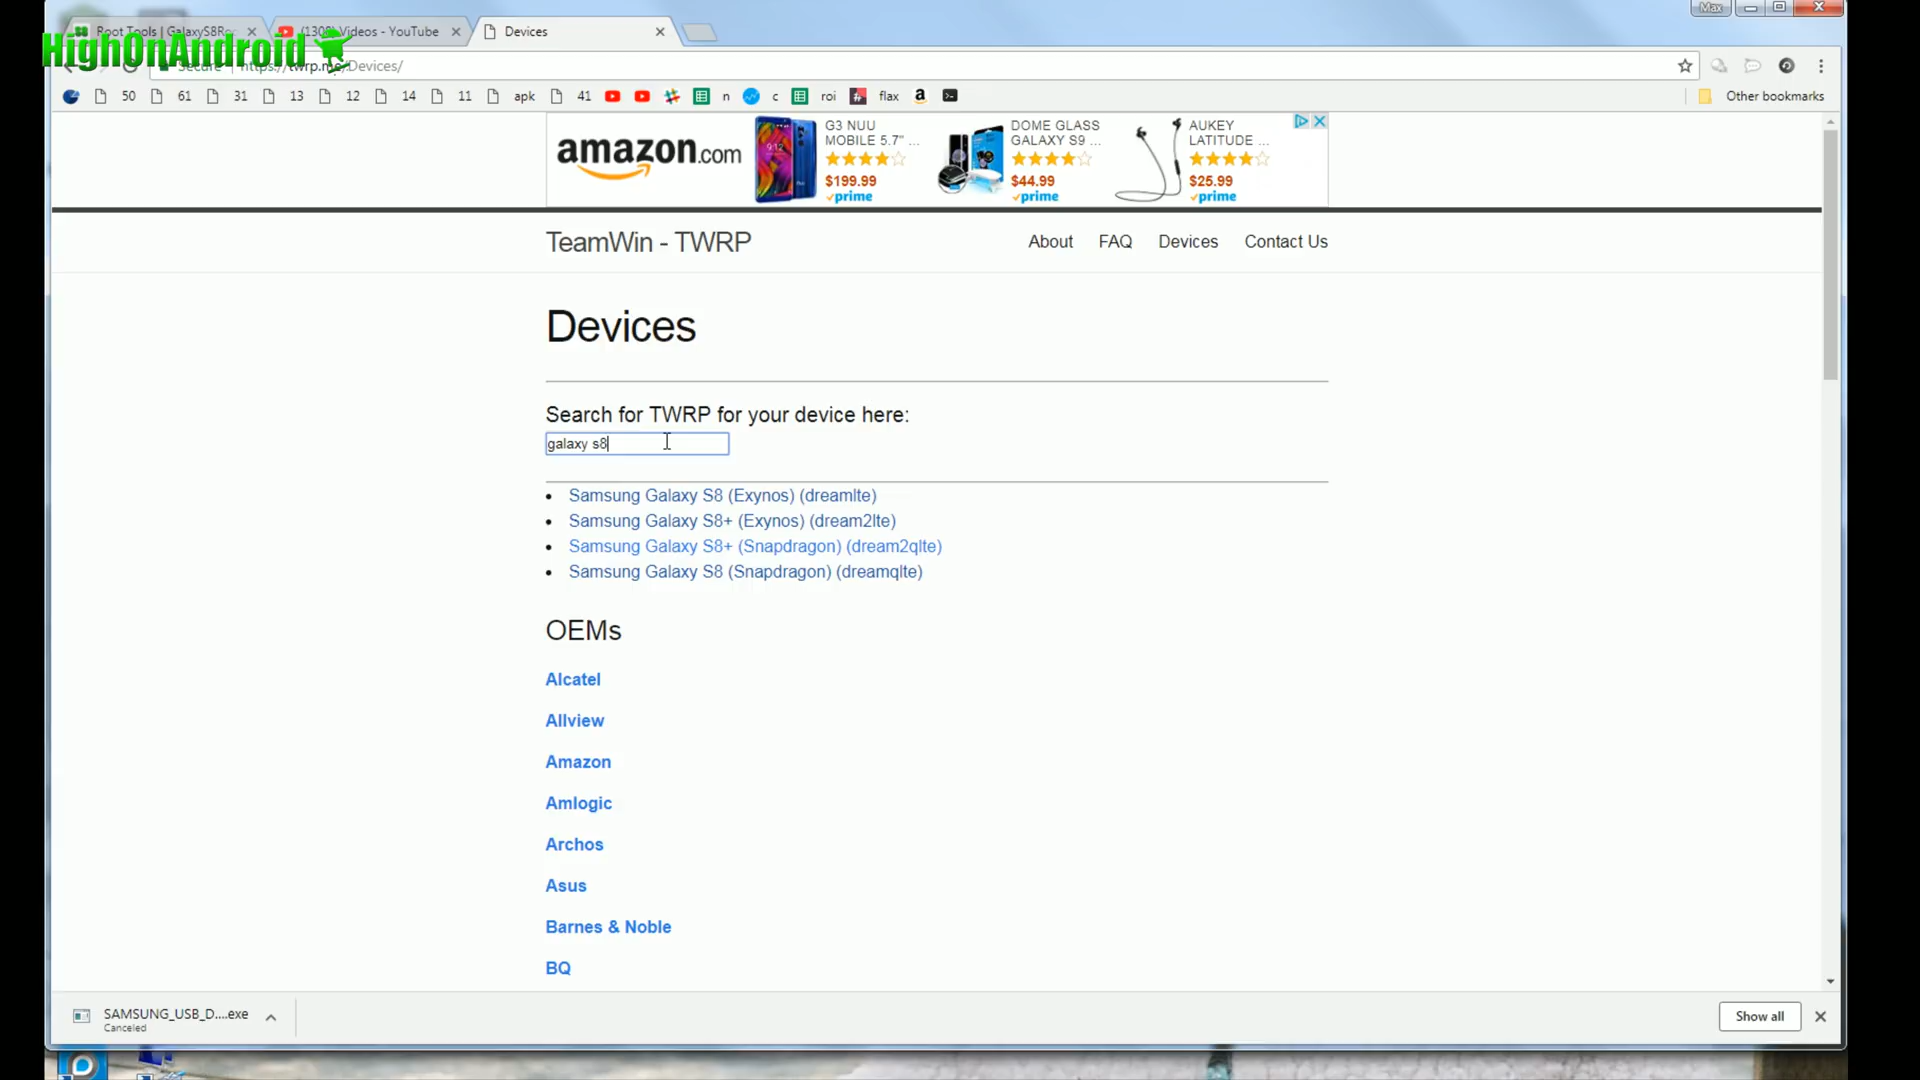 Max
Root Tools | GalaxyS8Ro
(1308) Videos - YouTube
Devices
HighOnAndroid
Secure https://twrp.me/Devices/
50 61 31 13 12 14 11 apk 41 n c roi flax Other bookmarks
amazon.com
G3 NUU
MOBILE 5.7" ...
$199.99
prime
DOME GLASS
GALAXY S9 ...
$44.99
prime
AUKEY
LATITUDE ...
$25.99
prime
TeamWin - TWRP
About FAQ Devices Contact Us
Devices
Search for TWRP for your device here:
galaxy s8
Samsung Galaxy S8 (Exynos) (dreamlte)
Samsung Galaxy S8+ (Exynos) (dream2lte)
Samsung Galaxy S8+ (Snapdragon) (dream2qlte)
Samsung Galaxy S8 (Snapdragon) (dreamqlte)
OEMs
Alcatel
Allview
Amazon
Amlogic
Archos
Asus
Barnes & Noble
BQ
SAMSUNG_USB_D....exe
Canceled
Show all